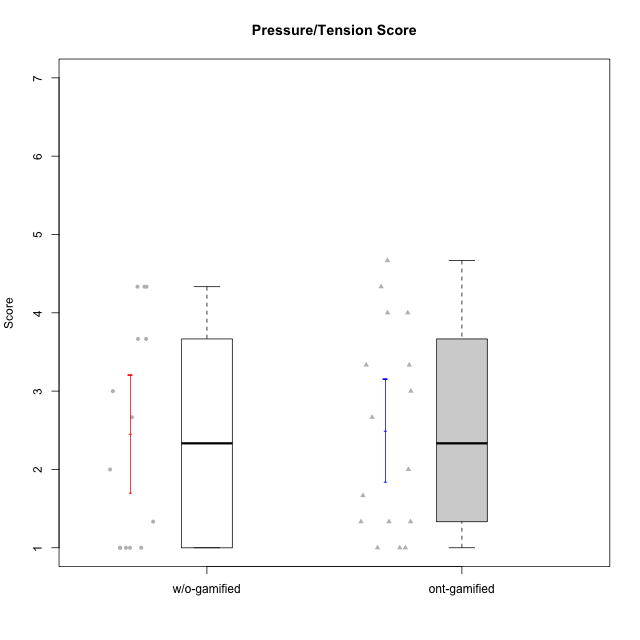 Pressure/Tension Score
7
6
5
4
3
2
1
Score
w/o-gamified
ont-gamified